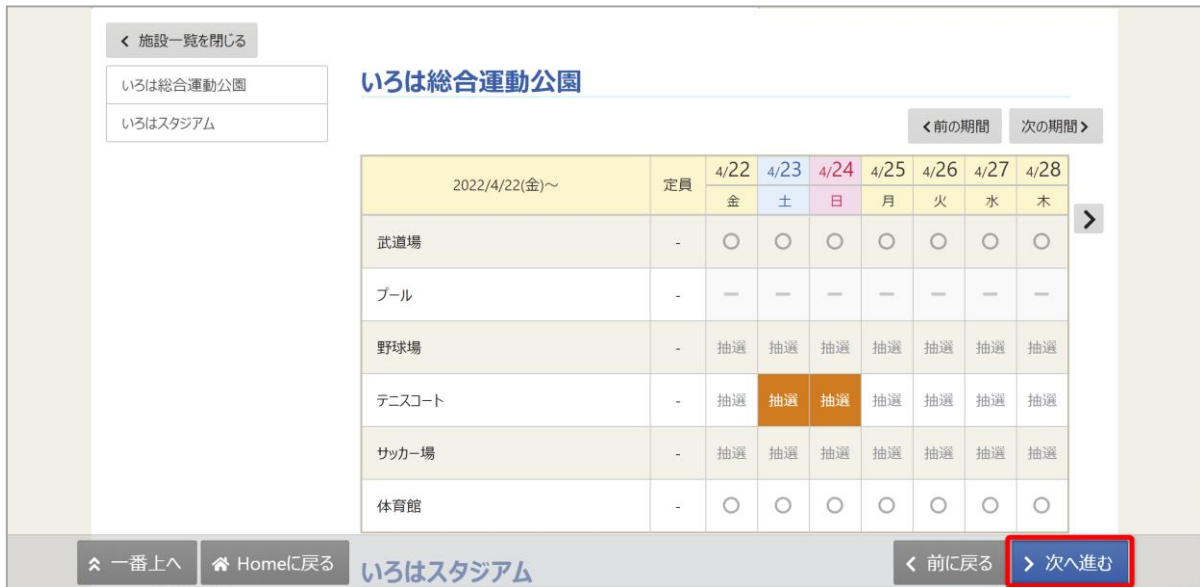 施設一覧を閉じる
いろは総合運動公園
いろはスタジアム
いろは総合運動公園
前の期間 次の期間
2022/4/22(金)～ 定員 4/22 4/23 4/24 4/25 4/26 4/27 4/28
金 土 日 月 火 水 木
武道場 - ○ ○ ○ ○ ○ ○ ○
プール - － － － － － － －
野球場 - 抽選 抽選 抽選 抽選 抽選 抽選 抽選
テニスコート - 抽選 抽選 抽選 抽選 抽選 抽選 抽選
サッカー場 - 抽選 抽選 抽選 抽選 抽選 抽選 抽選
体育館 - ○ ○ ○ ○ ○ ○ ○
一番上へ Homeに戻る いろはスタジアム 前に戻る 次へ進む